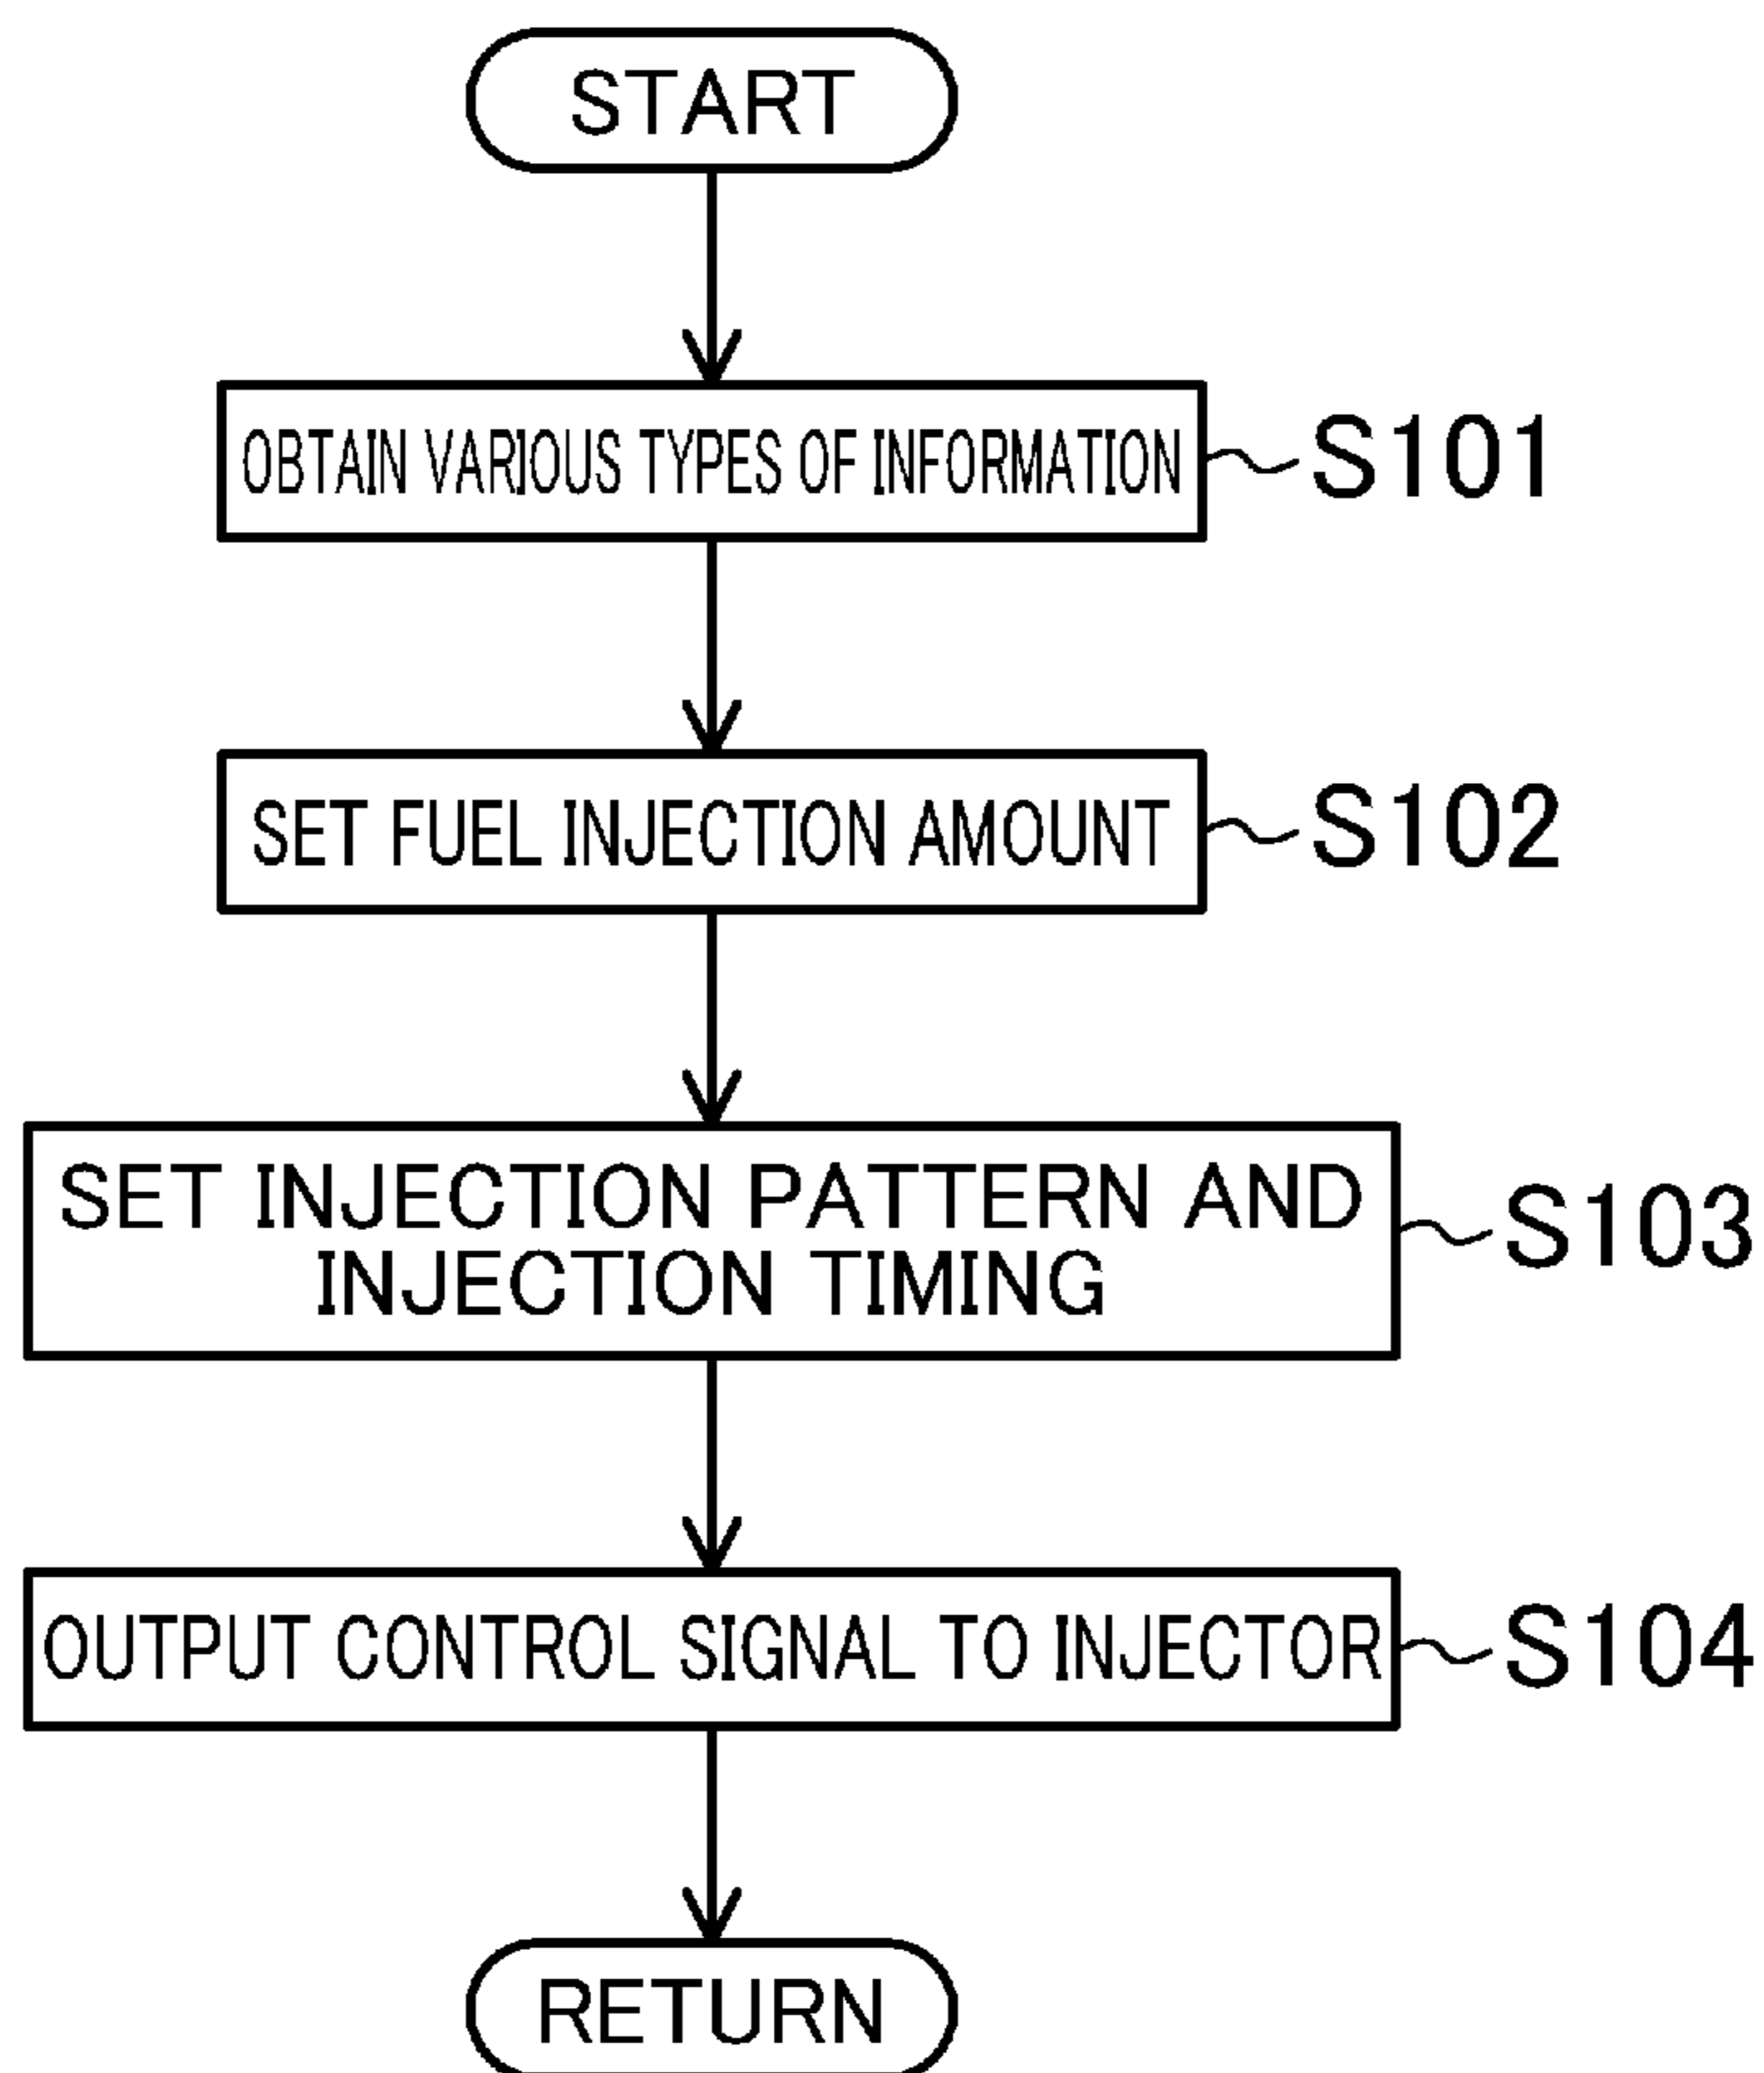 START
OBTAIN VARIOUS TYPES OF INFORMATION
S101
SET FUEL INJECTION AMOUNT
S102
SET INJECTION PATTERN AND
INJECTION TIMING
S103
OUTPUT CONTROL SIGNAL TO INJECTOR
S104
RETURN